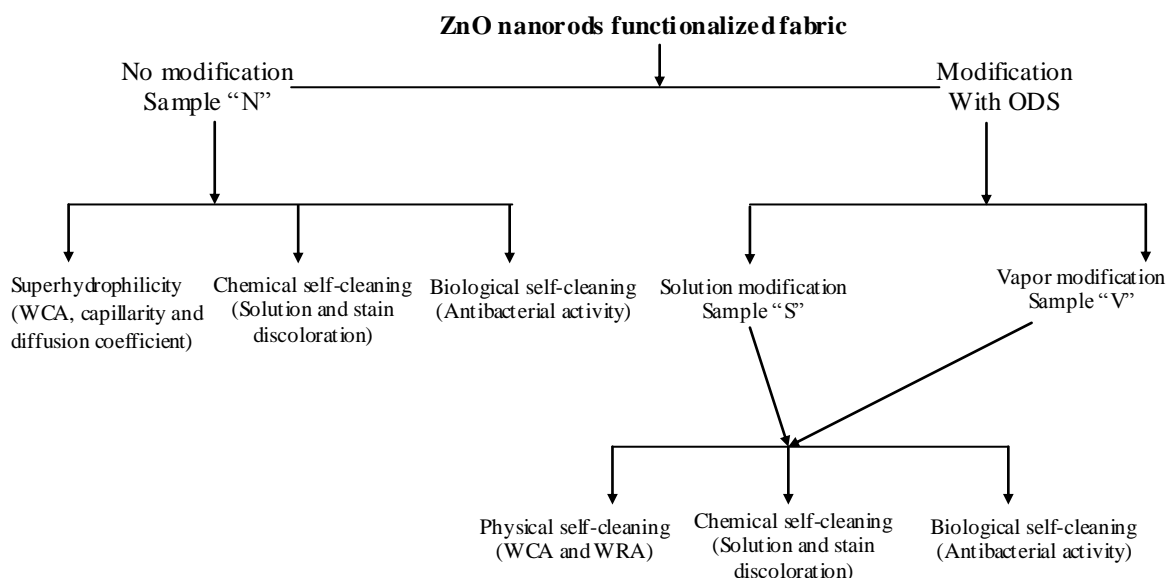 ZnO nanorods functionalized fabric
No modification
Sample “N”
Modification
With ODS
Superhydrophilicity
(WCA, capillarity and
diffusion coefficient)
Chemical self-cleaning
(Solution and stain
discoloration)
Biological self-cleaning
(Antibacterial activity)
Solution modification
Sample “S”
Vapor modification
Sample “V”
Physical self-cleaning
(WCA and WRA)
Chemical self-cleaning
(Solution and stain
discoloration)
Biological self-cleaning
(Antibacterial activity)